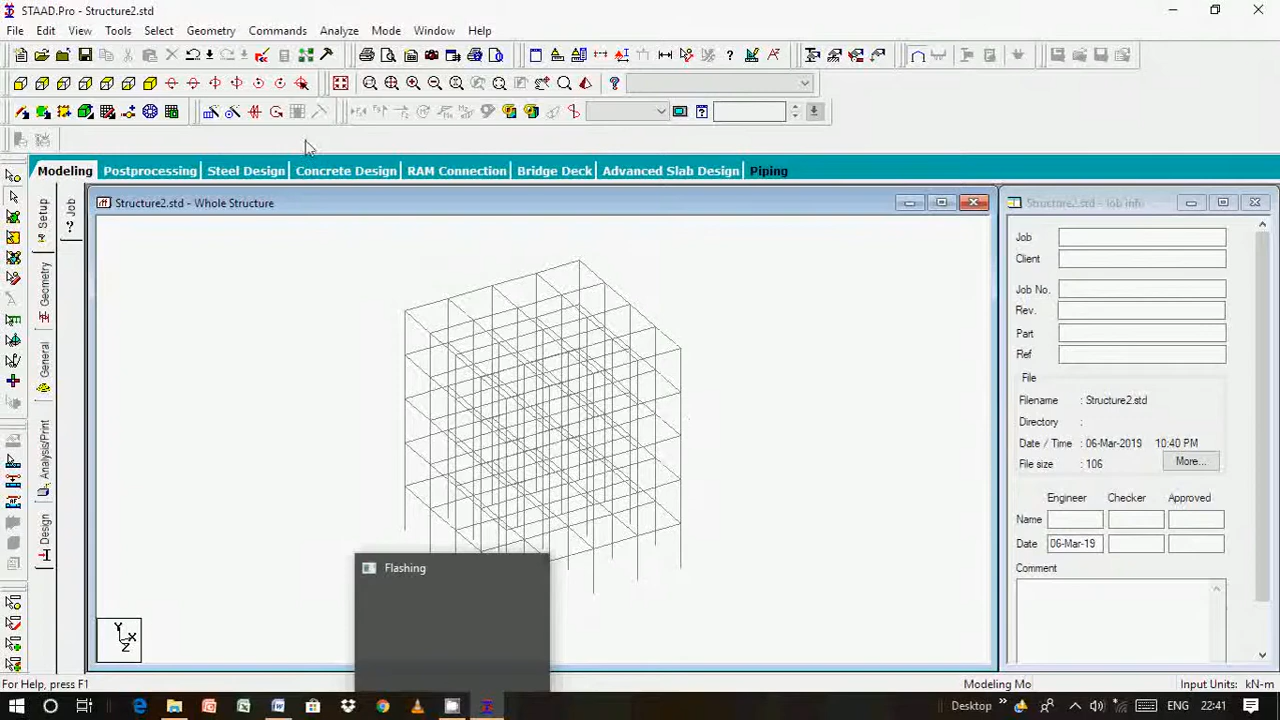 STAAD.Pro - Structure2.std
File Edit View Tools Select Geometry Commands Analyze Mode Window Help
Modeling Postprocessing Steel Design Concrete Design RAM Connection Bridge Deck Advanced Slab Design Piping
Setup
Geometry
General
Analysis/Print
Design
Job
Structure2.std - Whole Structure
Y
X
Z
Structure2.std - Job Info
Job
Client
Job No.
Rev.
Part
Ref
File
Filename : Structure2.std
Directory :
Date / Time : 06-Mar-2019 10:40 PM
File size : 106
More...
Engineer Checker Approved
Name
Date 06-Mar-19
Comment
Flashing
For Help, press F1
Modeling Mo
Input Units: kN-m
Desktop
ENG
22:41